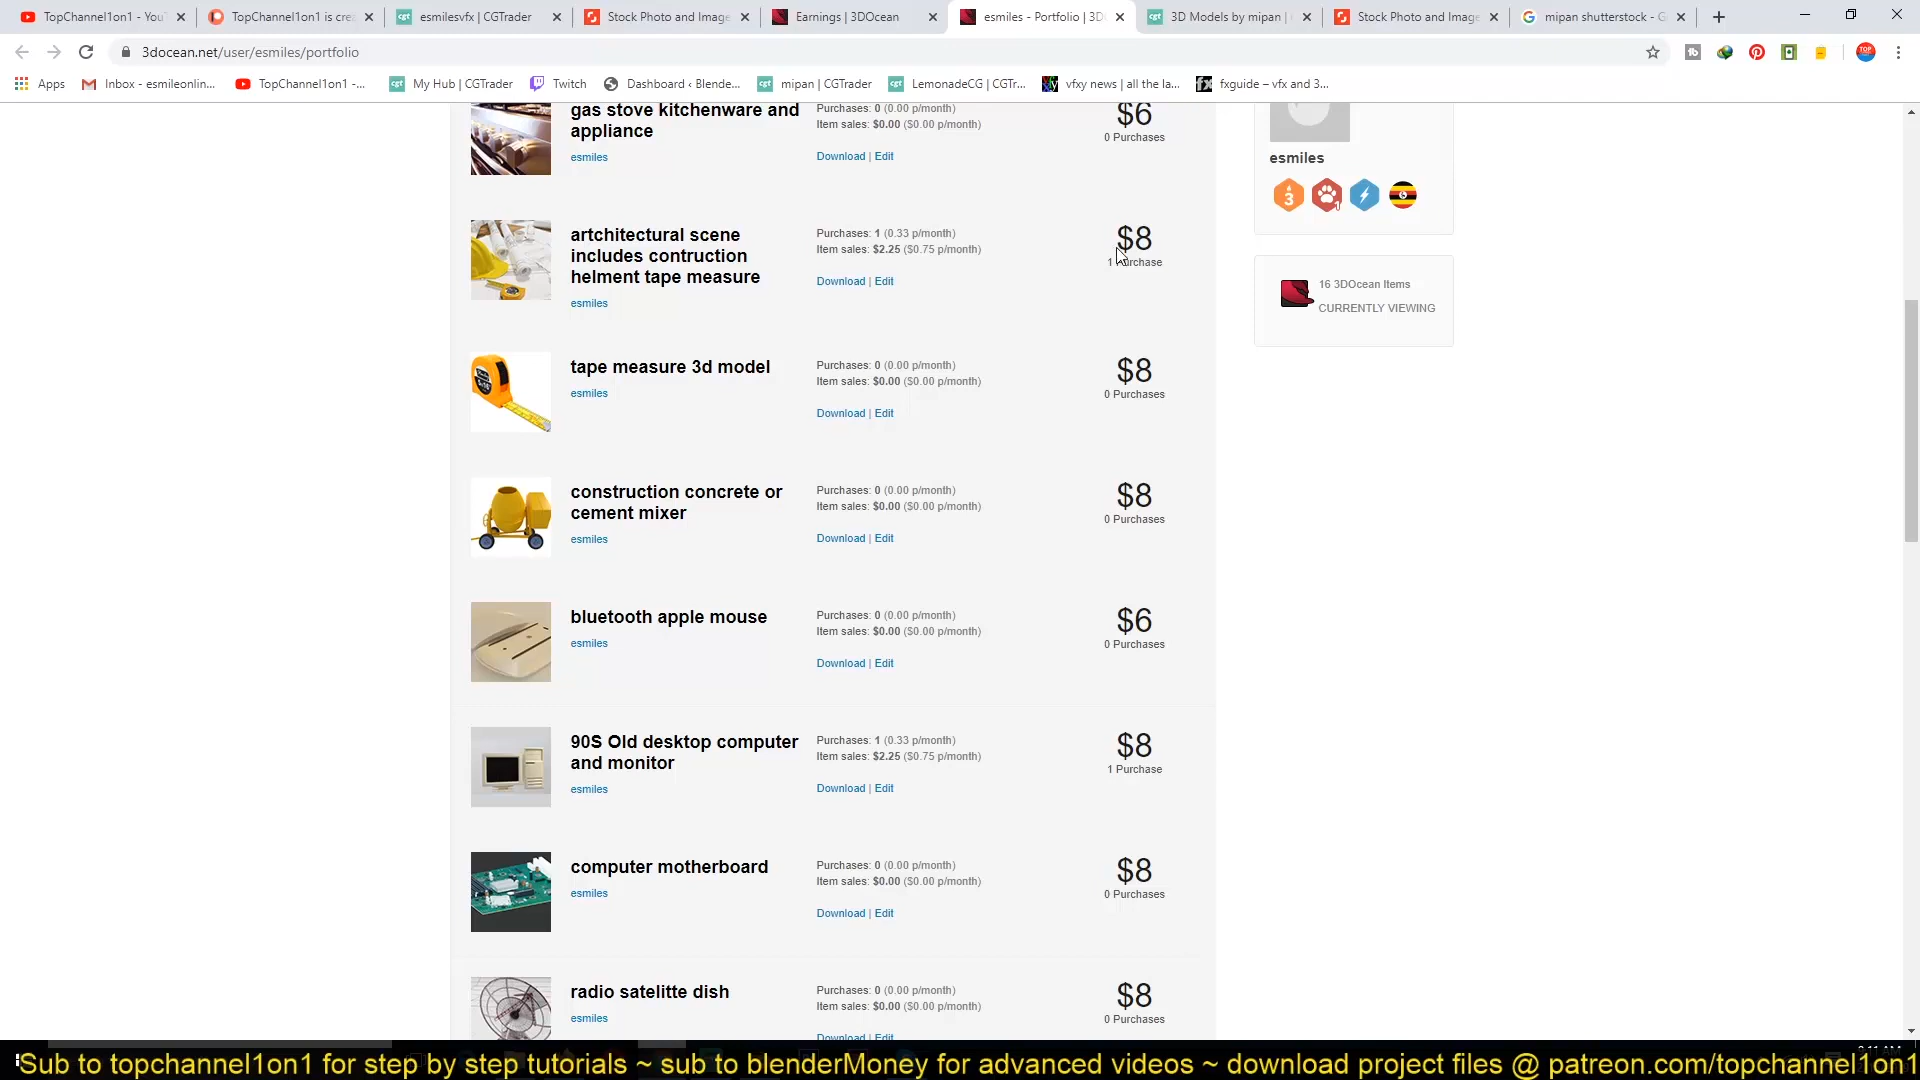 TopChannel1on1 - You
TopChannel1on1 is crea
esmilesvfx | CGTrader
Stock Photo and Image
Earnings | 3DOcean
esmiles - Portfolio | 3D
3D Models by mipan |
Stock Photo and Image
mipan shutterstock - G
3docean.net/user/esmiles/portfolio
Apps
Inbox - esmileonlin...
TopChannel1on1 -...
My Hub | CGTrader
Twitch
Dashboard ‹ Blende...
mipan | CGTrader
LemonadeCG | CGTr...
vfxy news | all the la...
fxguide – vfx and 3...
gas stove kitchenware and
appliance
esmiles
Purchases: 0 (0.00 p/month)
Item sales: $0.00 ($0.00 p/month)
Download | Edit
$6
0 Purchases
artchitectural scene
includes contruction
helment tape measure
esmiles
Purchases: 1 (0.33 p/month)
Item sales: $2.25 ($0.75 p/month)
Download | Edit
$8
1 Purchase
tape measure 3d model
esmiles
Purchases: 0 (0.00 p/month)
Item sales: $0.00 ($0.00 p/month)
Download | Edit
$8
0 Purchases
construction concrete or
cement mixer
esmiles
Purchases: 0 (0.00 p/month)
Item sales: $0.00 ($0.00 p/month)
Download | Edit
$8
0 Purchases
bluetooth apple mouse
esmiles
Purchases: 0 (0.00 p/month)
Item sales: $0.00 ($0.00 p/month)
Download | Edit
$6
0 Purchases
90S Old desktop computer
and monitor
esmiles
Purchases: 1 (0.33 p/month)
Item sales: $2.25 ($0.75 p/month)
Download | Edit
$8
1 Purchase
computer motherboard
esmiles
Purchases: 0 (0.00 p/month)
Item sales: $0.00 ($0.00 p/month)
Download | Edit
$8
0 Purchases
radio satelitte dish
esmiles
Purchases: 0 (0.00 p/month)
Item sales: $0.00 ($0.00 p/month)
Download | Edit
$8
0 Purchases
esmiles
3
1
16 3DOcean Items
CURRENTLY VIEWING
Sub to topchannel1on1 for step by step tutorials ~ sub to blenderMoney for advanced videos ~ download project files @ patreon.com/topchannel1on1